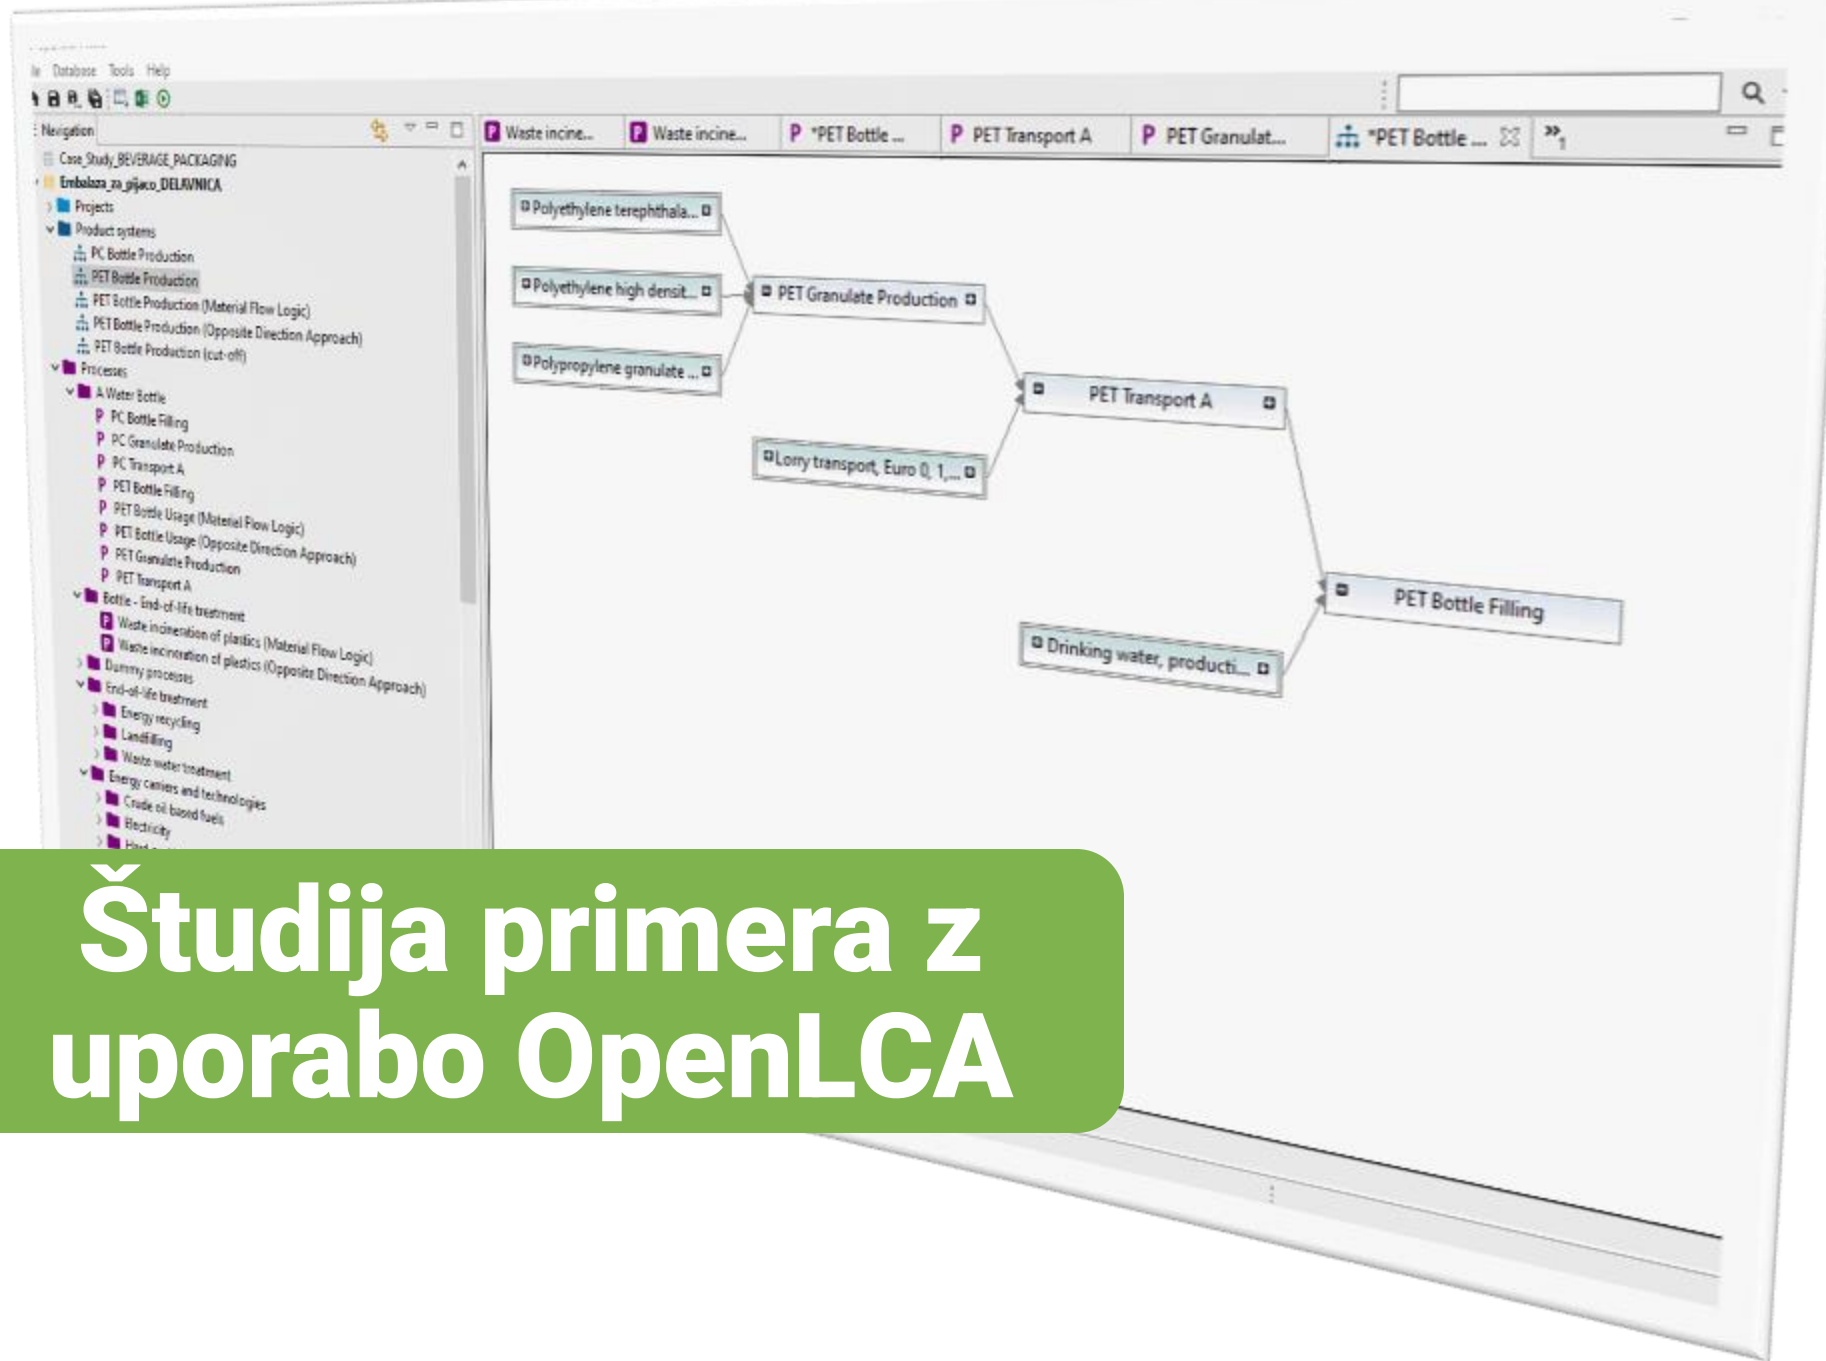 Database Tools Help
Navigation
Case_Study_BEVERAGE_PACKAGING
Embalaza_za_pijaco_DELAVNICA
Projects
Product systems
PC Bottle Production
PET Bottle Production
PET Bottle Production (Material Flow Logic)
PET Bottle Production (Opposite Direction Approach)
PET Bottle Production (cut-off)
Processes
A Water Bottle
PC Bottle Filling
PC Granulate Production
PC Transport A
PET Bottle Filling
PET Bottle Usage (Material Flow Logic)
PET Bottle Usage (Opposite Direction Approach)
PET Granulate Production
PET Transport A
Bottle - End-of-life treatment
Waste incineration of plastics (Material Flow Logic)
Waste incineration of plastics (Opposite Direction Approach)
Dummy processes
End-of-life treatment
Energy recycling
Landfilling
Waste water treatment
Energy carriers and technologies
Crude oil based fuels
Electricity
Waste incine...
Waste incine...
*PET Bottle ...
PET Transport A
PET Granulat...
*PET Bottle ...
»1
Polyethylene terephthala...
Polyethylene high densit...
Polypropylene granulate ...
PET Granulate Production
Lorry transport, Euro 0, 1,...
PET Transport A
Drinking water, producti...
PET Bottle Filling
Študija primera z
uporabo OpenLCA